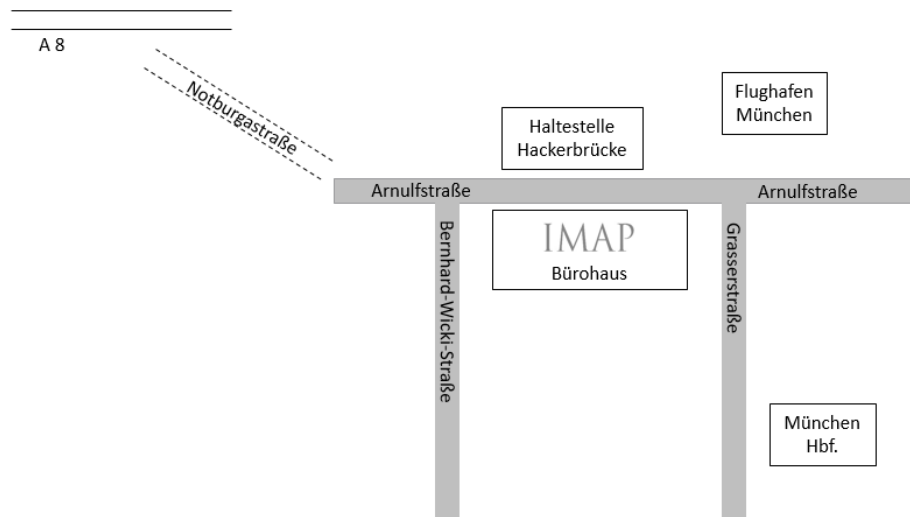 A 8
Notburgastraße
Flughafen
München
Haltestelle
Hackerbrücke
Arnulfstraße
Arnulfstraße
Bernhard-Wicki-Straße
IMAP
Bürohaus
Grasserstraße
München
Hbf.